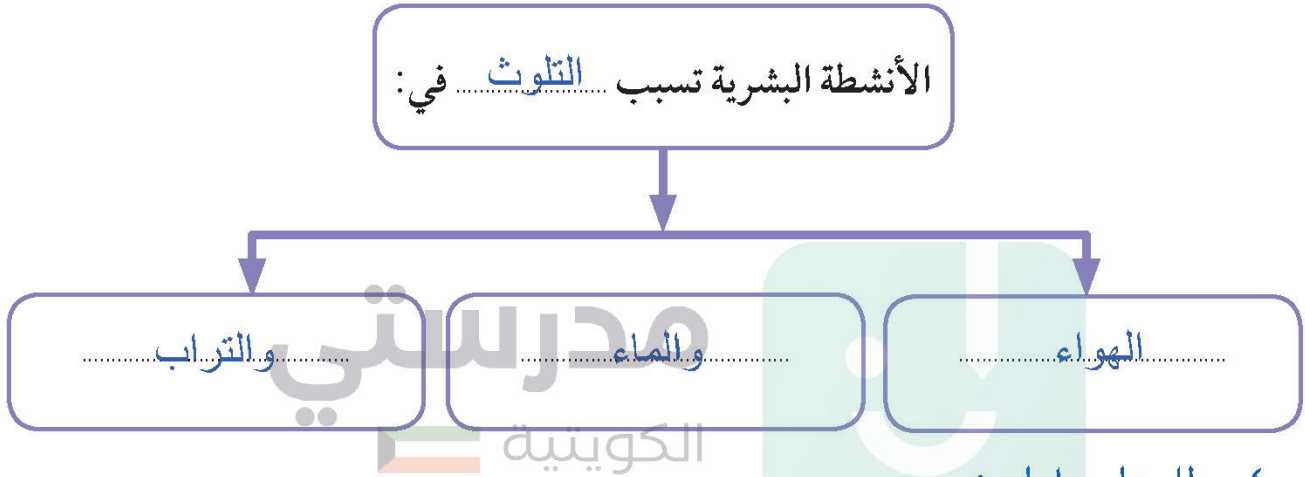 الأنشطة البشرية تسبب التلوث في:
الهواء
والماء
والتراب
مدرستي
الكويتية